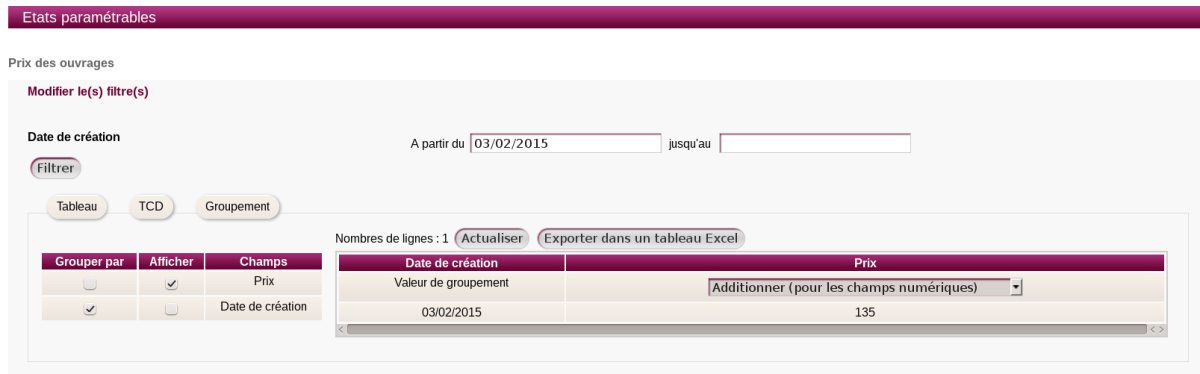 Etats paramétrables
Prix des ouvrages
Modifier le(s) filtre(s)
Date de création A partir du 03/02/2015 jusqu'au
Filtrer
Tableau TCD Groupement
Nombres de lignes : 1 Actualiser Exporter dans un tableau Excel
Grouper par Afficher Champs Date de création Prix
Prix Valeur de groupement Additionner (pour les champs numériques)
Date de création 03/02/2015 135